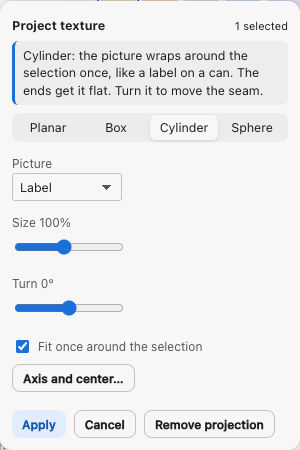 Project texture 1 selected
Cylinder: the picture wraps around the
selection once, like a label on a can. The
ends get it flat. Turn it to move the seam.
Planar Box Cylinder Sphere
Picture
Label
Size 100%
Turn 0°
Fit once around the selection
Axis and center...
Apply Cancel Remove projection